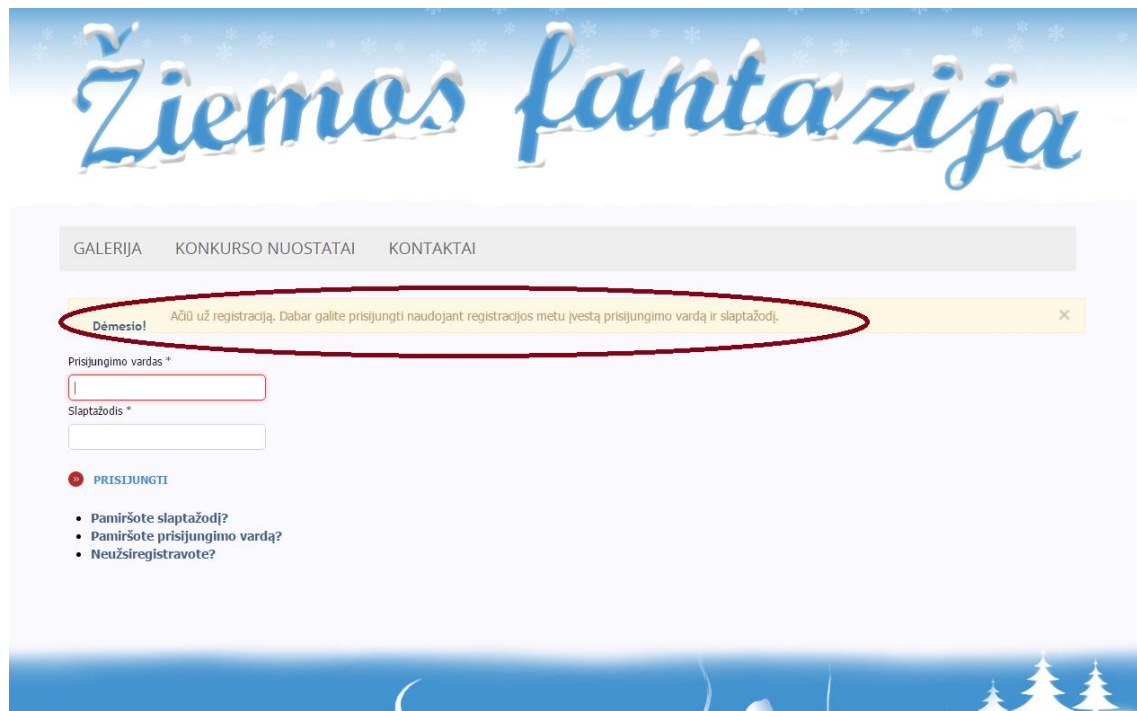 Žiemos fantazija
GALERIJA KONKURSO NUOSTATAI KONTAKTAI
Dėmesio! Ačiū už registraciją. Dabar galite prisijungti naudojant registracijos metu įvestą prisijungimo vardą ir slaptažodį. ×
Prisijungimo vardas *
Slaptažodis *
» PRISIJUNGTI
• Pamiršote slaptažodį?
• Pamiršote prisijungimo vardą?
• Neužsiregistravote?